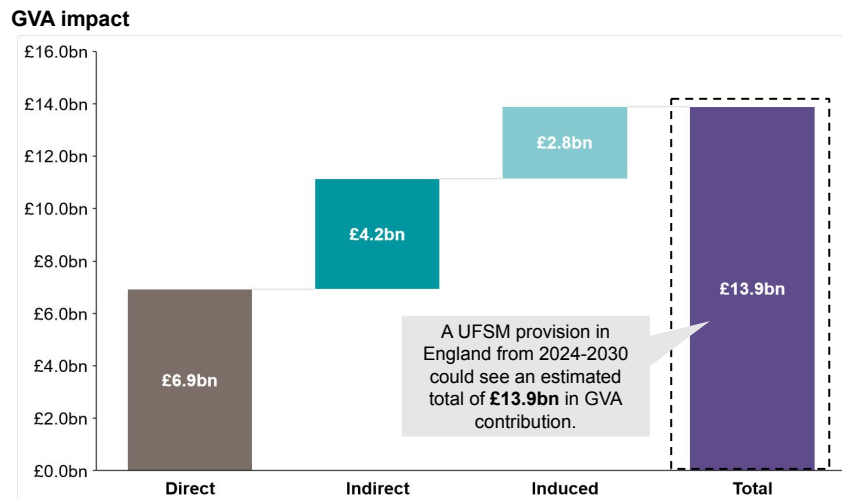 GVA impact
£16.0bn
£14.0bn
£12.0bn
£10.0bn
£8.0bn
£6.0bn
£4.0bn
£2.0bn
£0.0bn
£6.9bn
£4.2bn
£2.8bn
£13.9bn
A UFSM provision in
England from 2024-2030
could see an estimated
total of £13.9bn in GVA
contribution.
Direct
Indirect
Induced
Total